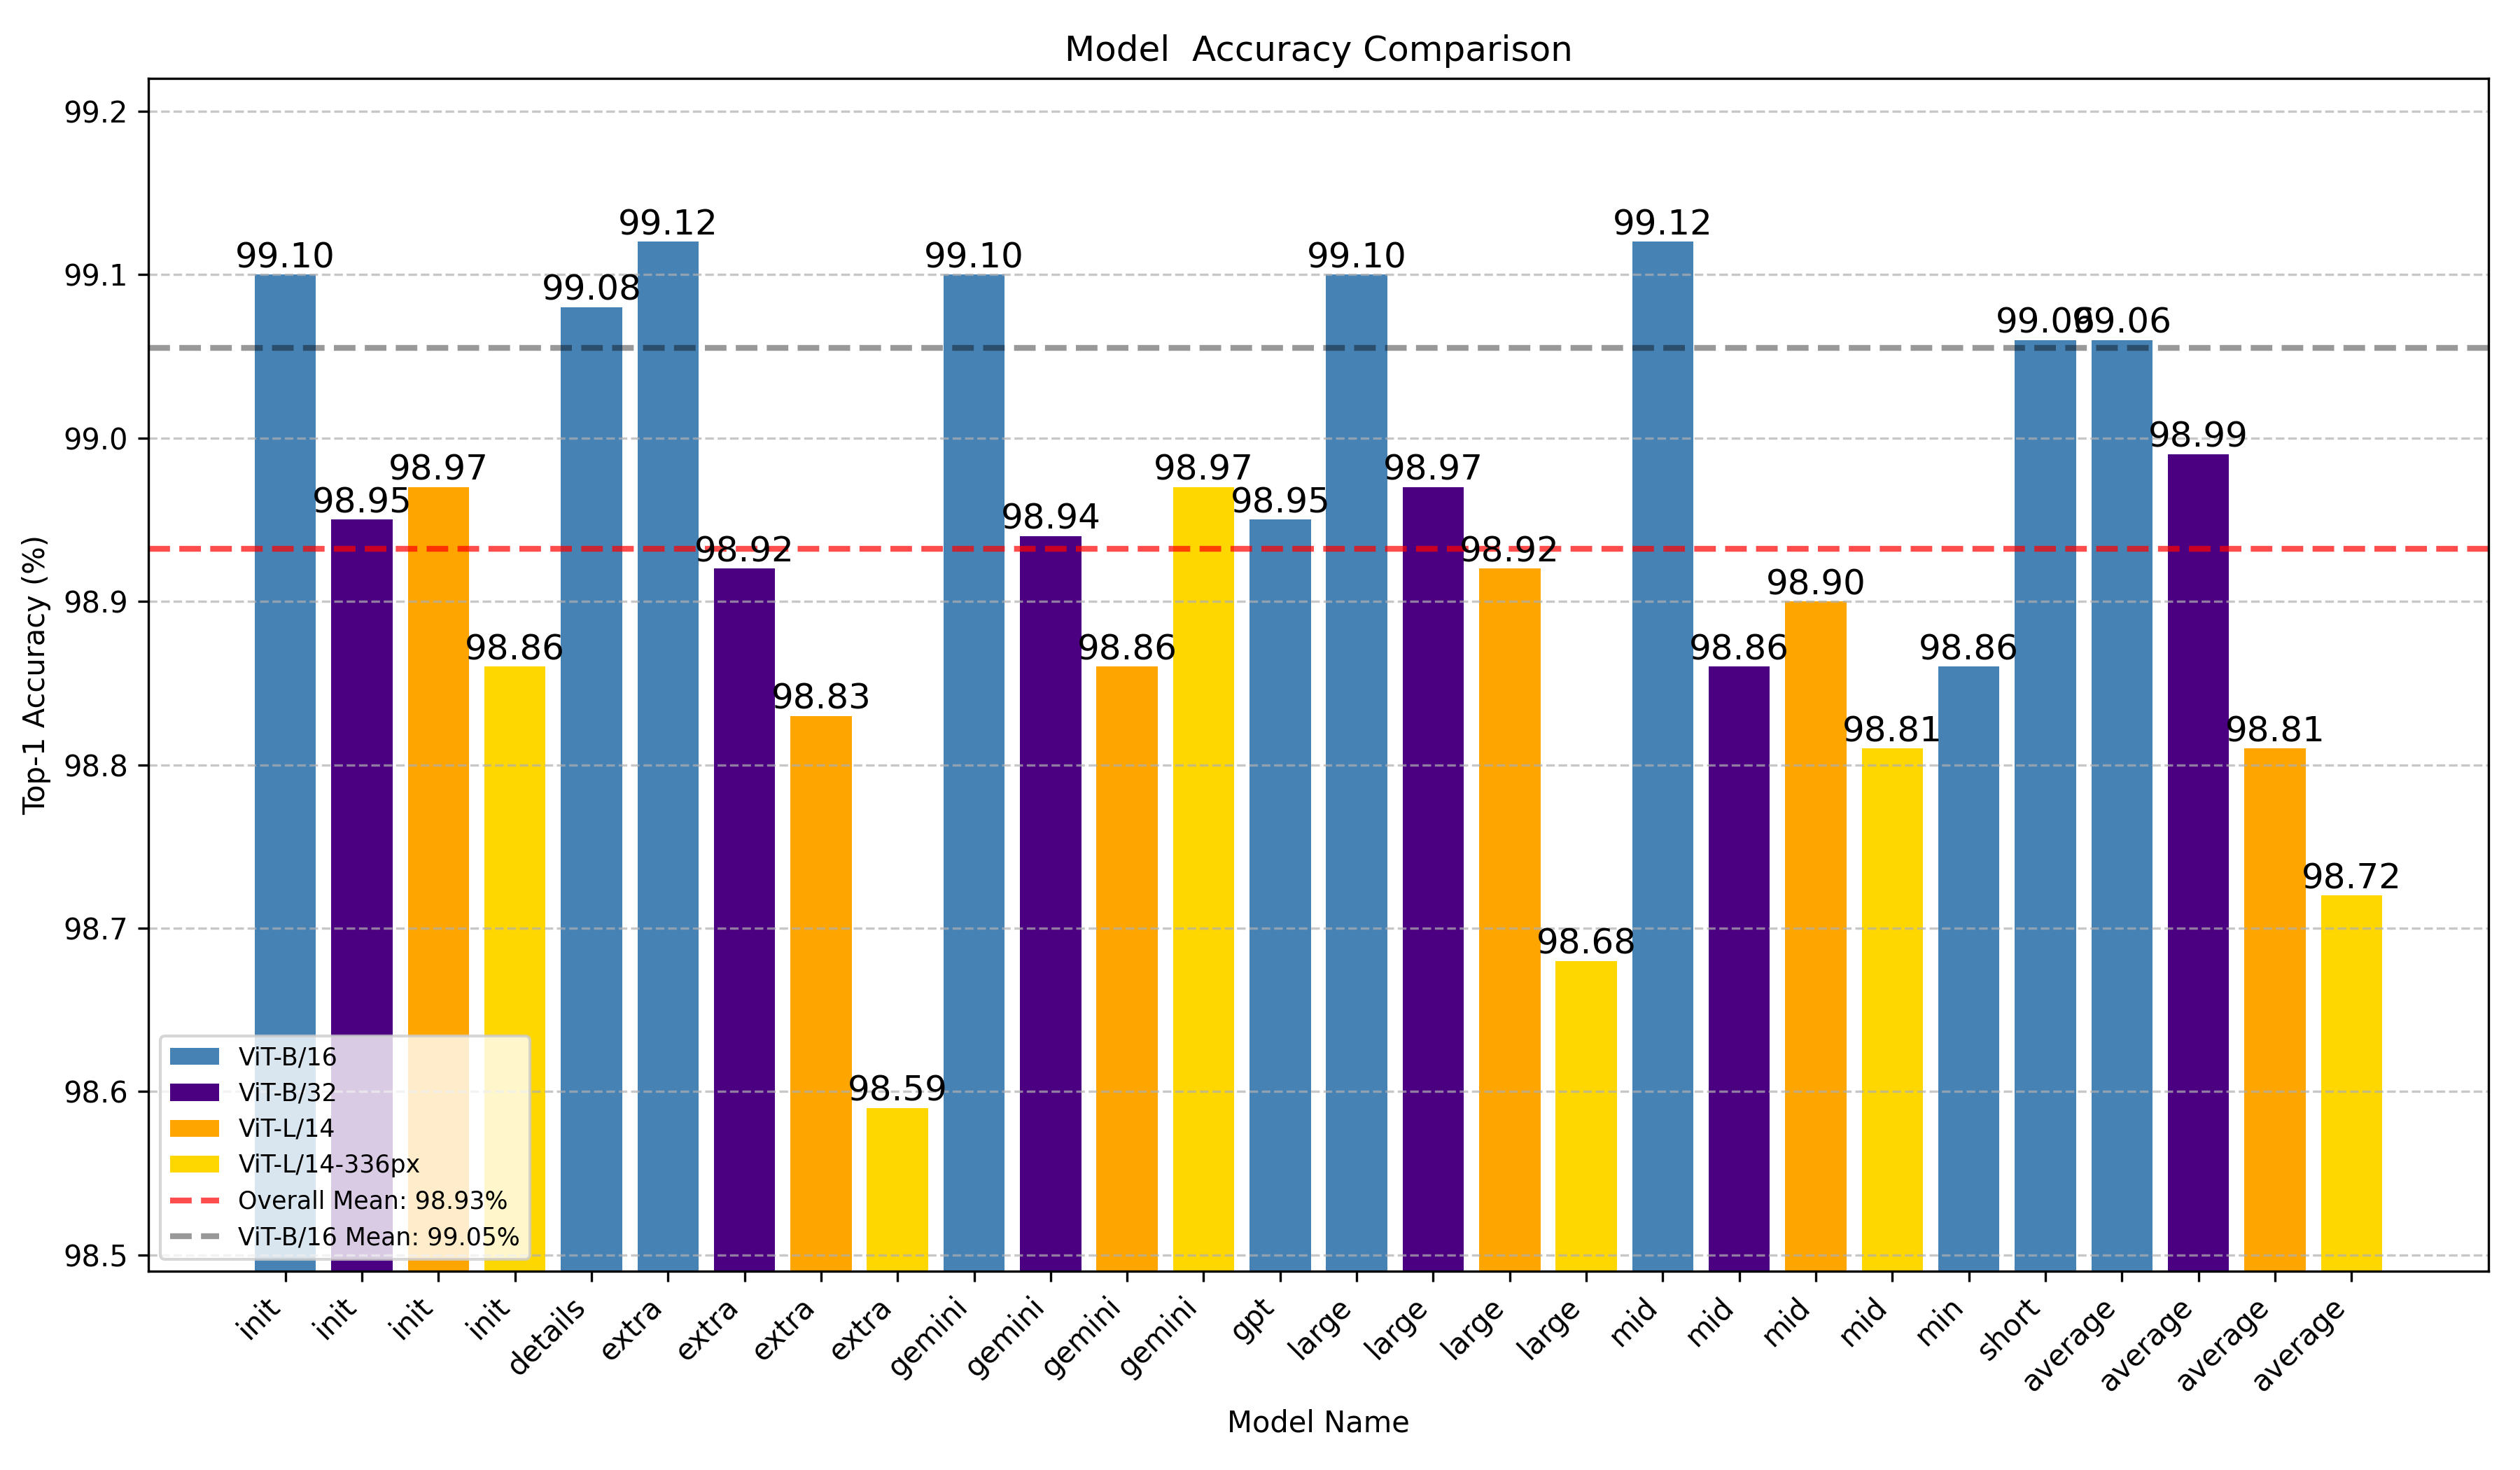 Model  Accuracy Comparison
Top-1 Accuracy (%)
99.2
99.1
99.0
98.9
98.8
98.7
98.6
98.5
99.10
98.95
98.97
98.86
99.08
99.12
98.92
98.83
98.59
99.10
98.94
98.86
98.97
98.95
99.10
98.97
98.92
98.68
99.12
98.86
98.90
98.81
98.86
99.06
99.06
98.99
98.81
98.72
ViT-B/16
ViT-B/32
ViT-L/14
ViT-L/14-336px
Overall Mean: 98.93%
ViT-B/16 Mean: 99.05%
init
init
init
init
details
extra
extra
extra
extra
gemini
gemini
gemini
gemini
gpt
large
large
large
large
mid
mid
mid
mid
min
short
average
average
average
average
Model Name